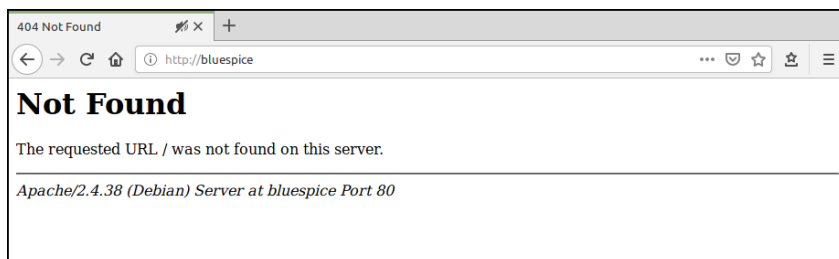 404 Not Found
http://bluespice
Not Found
The requested URL / was not found on this server.
Apache/2.4.38 (Debian) Server at bluespice Port 80